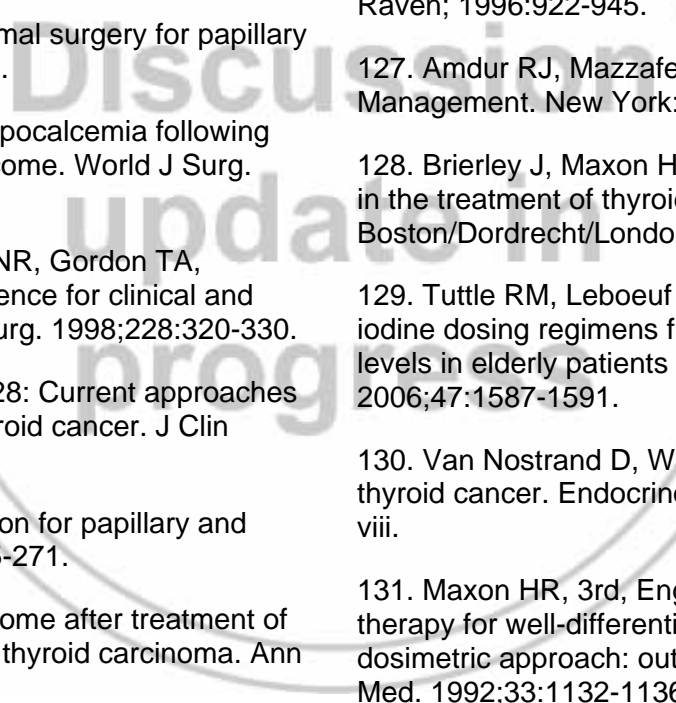 mal surgery for papillary
.
pocalcemia following
come. World J Surg.
NR, Gordon TA,
ence for clinical and
urg. 1998;228:320-330.
28: Current approaches
roid cancer. J Clin
on for papillary and
-271.
ome after treatment of
thyroid carcinoma. Ann
Raven; 1996:922-945.
127. Amdur RJ, Mazzafe
Management. New York:
128. Brierley J, Maxon H
in the treatment of thyroi
Boston/Dordrecht/Londo
129. Tuttle RM, Leboeuf
iodine dosing regimens f
levels in elderly patients
2006;47:1587-1591.
130. Van Nostrand D, W
thyroid cancer. Endocrin
viii.
131. Maxon HR, 3rd, Eng
therapy for well-differenti
dosimetric approach: out
Med. 1992;33:1132-1136
Discussion
update in
progress